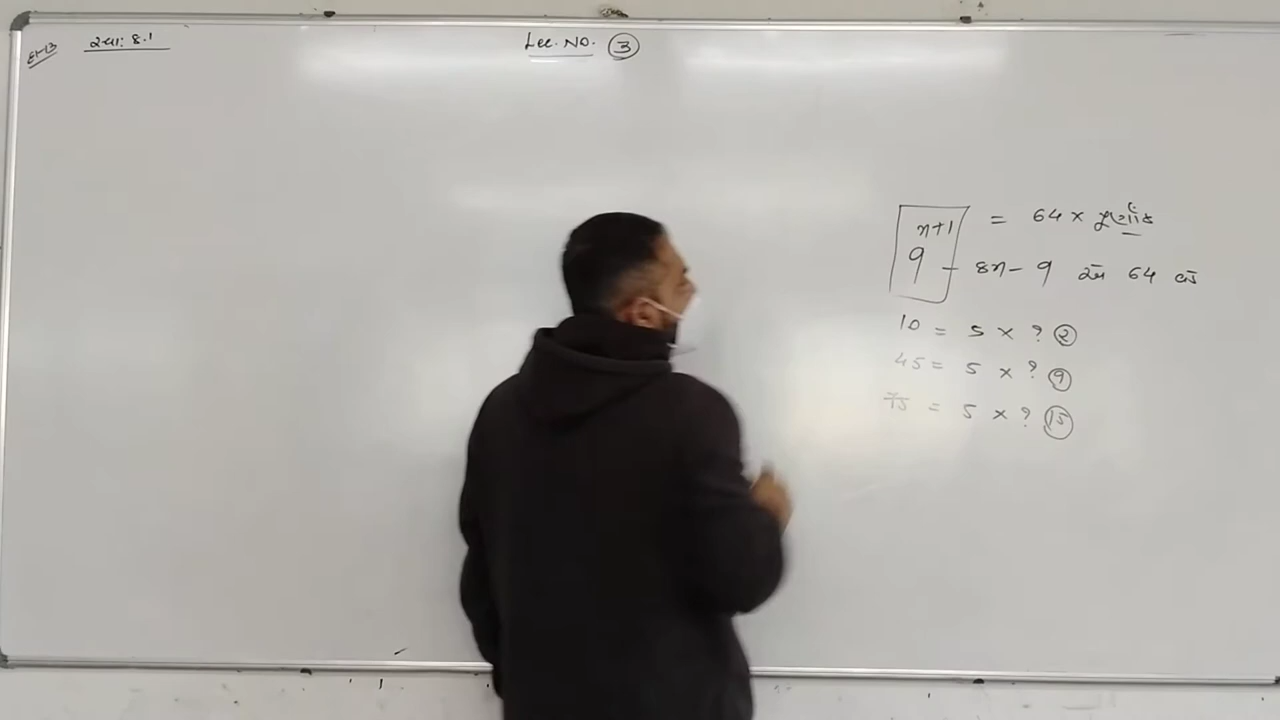 સ્વા: 8.1
Lec. NO. 3
n+1 = 64 × પૂર્ણાંક
9 - 8n - 9 એ 64 વડે
10 = 5 × ? 2
45 = 5 × ? 9
75 = 5 × ? 15